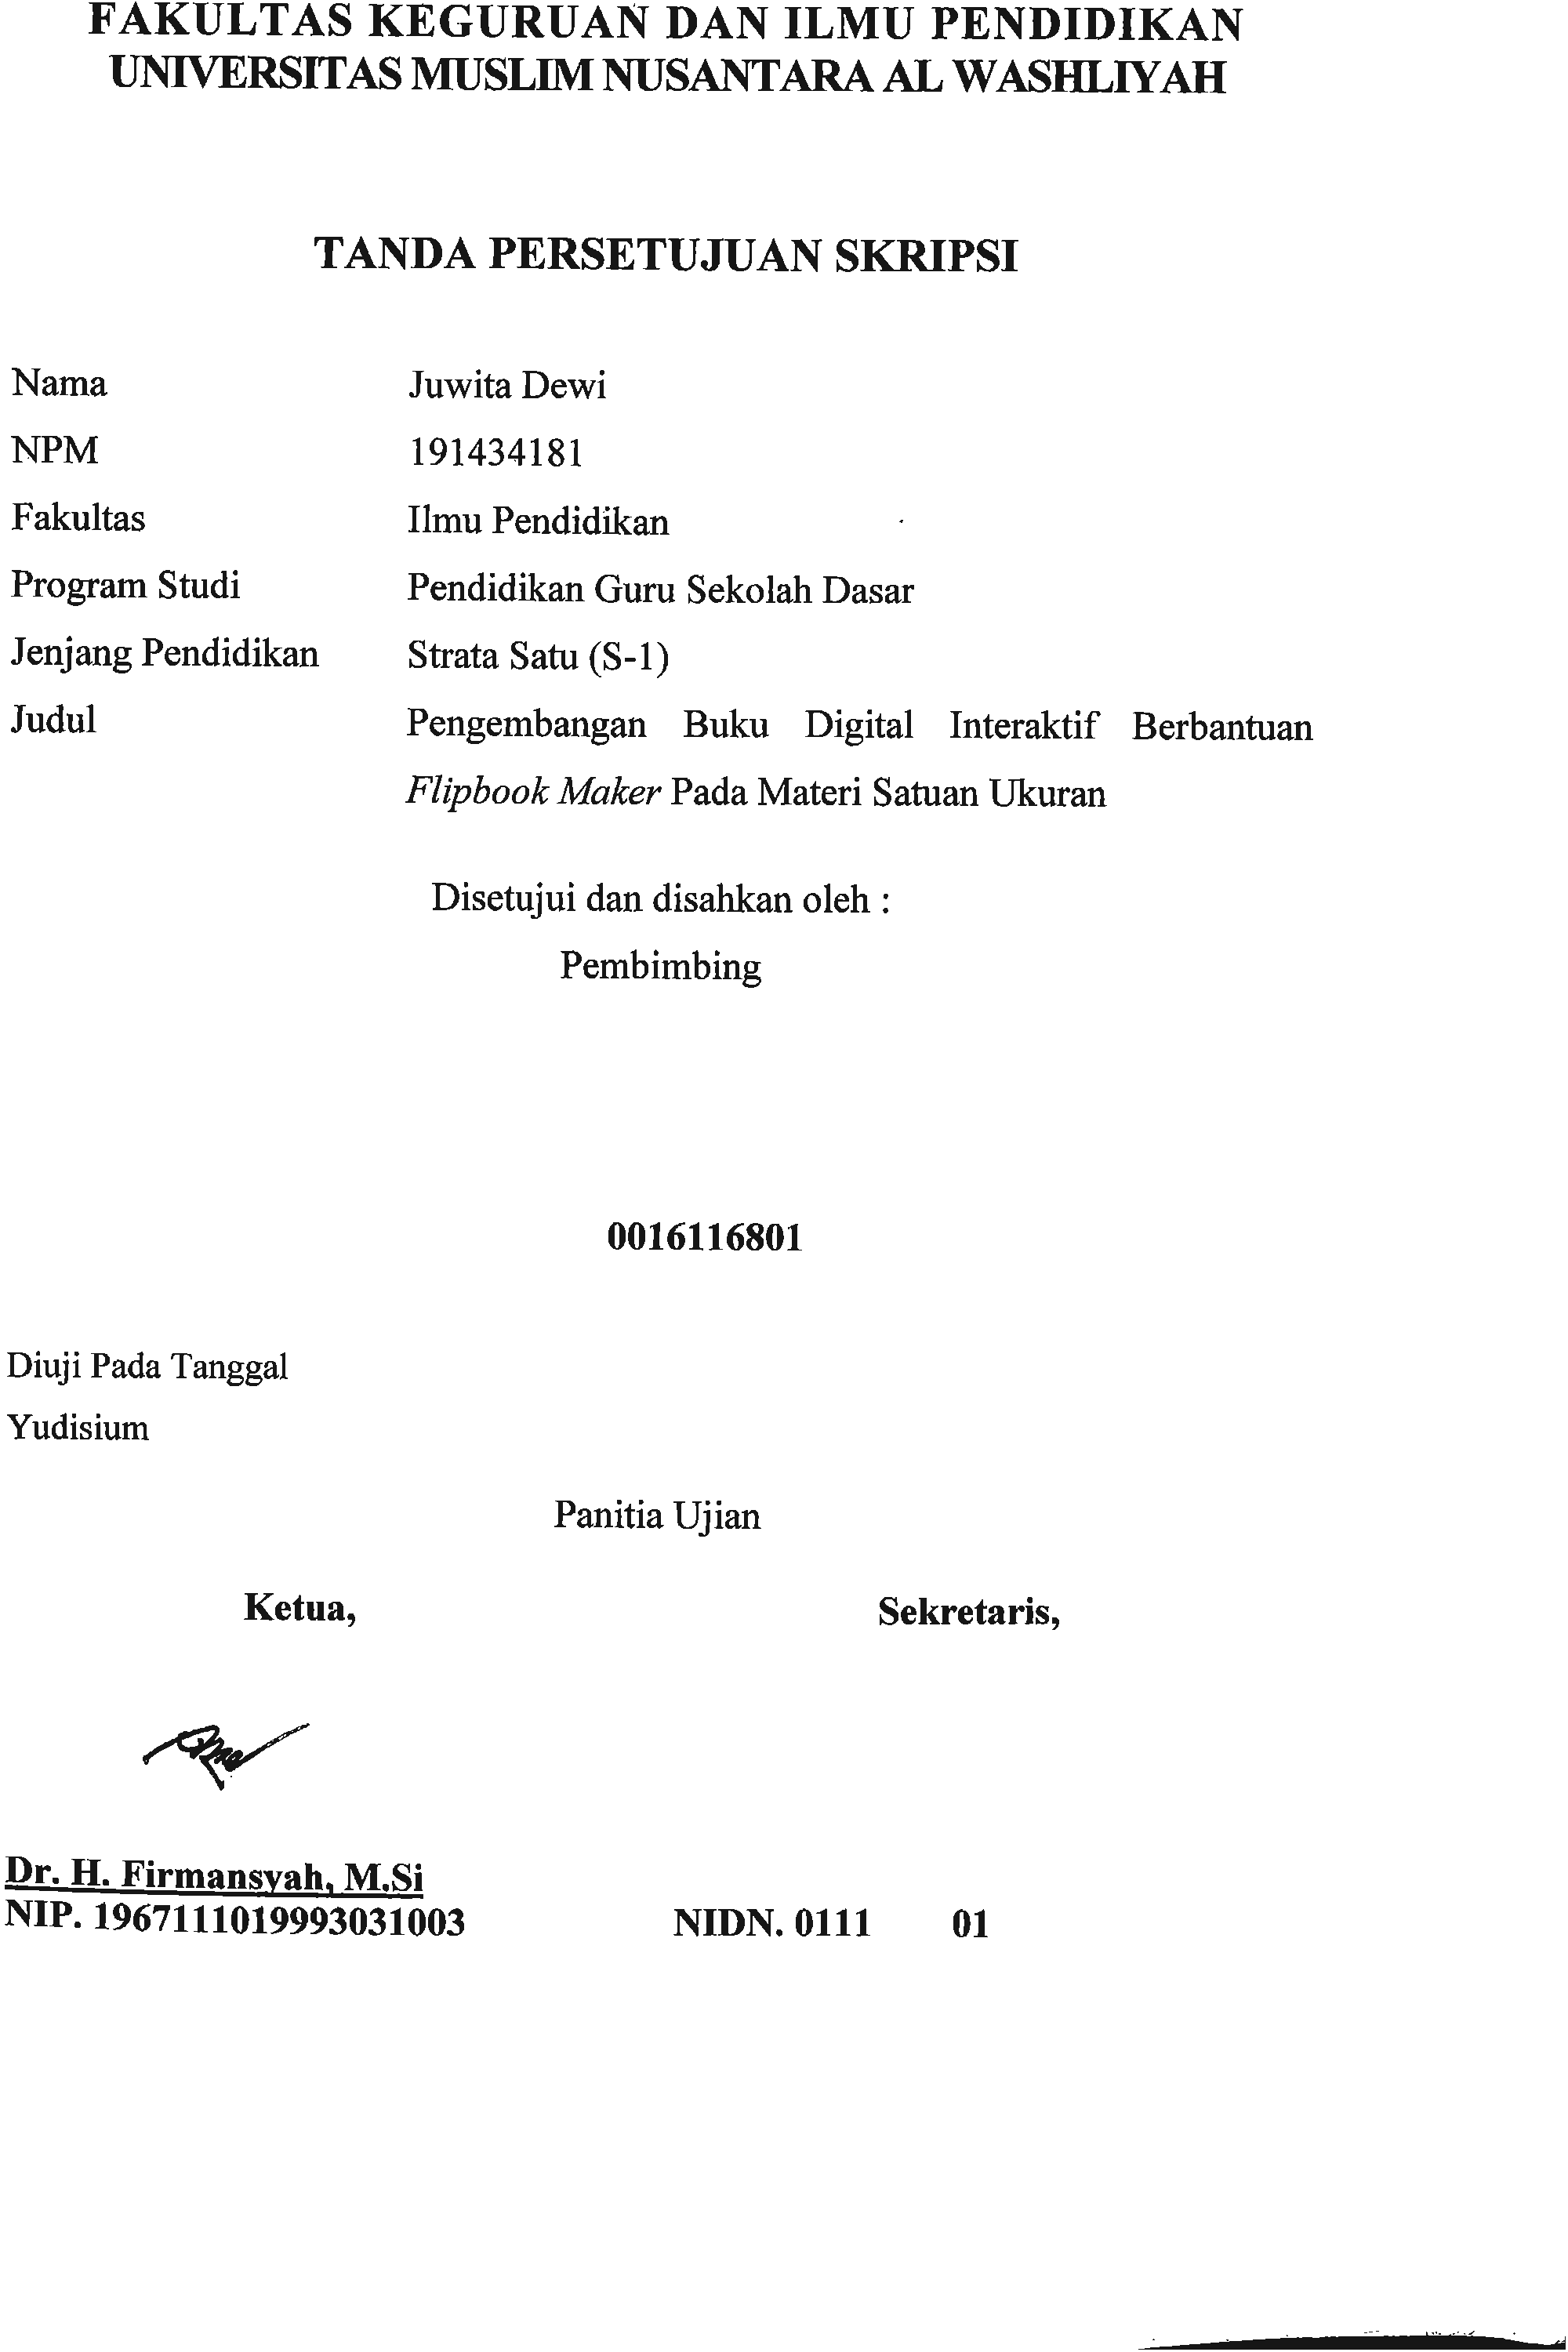 FAKULTAS KEGURUAN DAN ILMU PENDIDIKAN
UNIVERSITAS MUSLIM NUSANTARA AL WASHLIYAH
TANDA PERSETUJUAN SKRIPSI
Nama Juwita Dewi
NPM 191434181
Fakultas Ilmu Pendidikan
Program Studi Pendidikan Guru Sekolah Dasar
Jenjang Pendidikan Strata Satu (S-1)
Judul Pengembangan Buku Digital Interaktif Berbantuan
Flipbook Maker Pada Materi Satuan Ukuran
Disetujui dan disahkan oleh :
Pembimbing
0016116801
Diuji Pada Tanggal
Yudisium
Panitia Ujian
Ketua, Sekretaris,
Dr. H. Firmansyah, M.Si
NIP. 1967111019993031003 NIDN. 0111 01